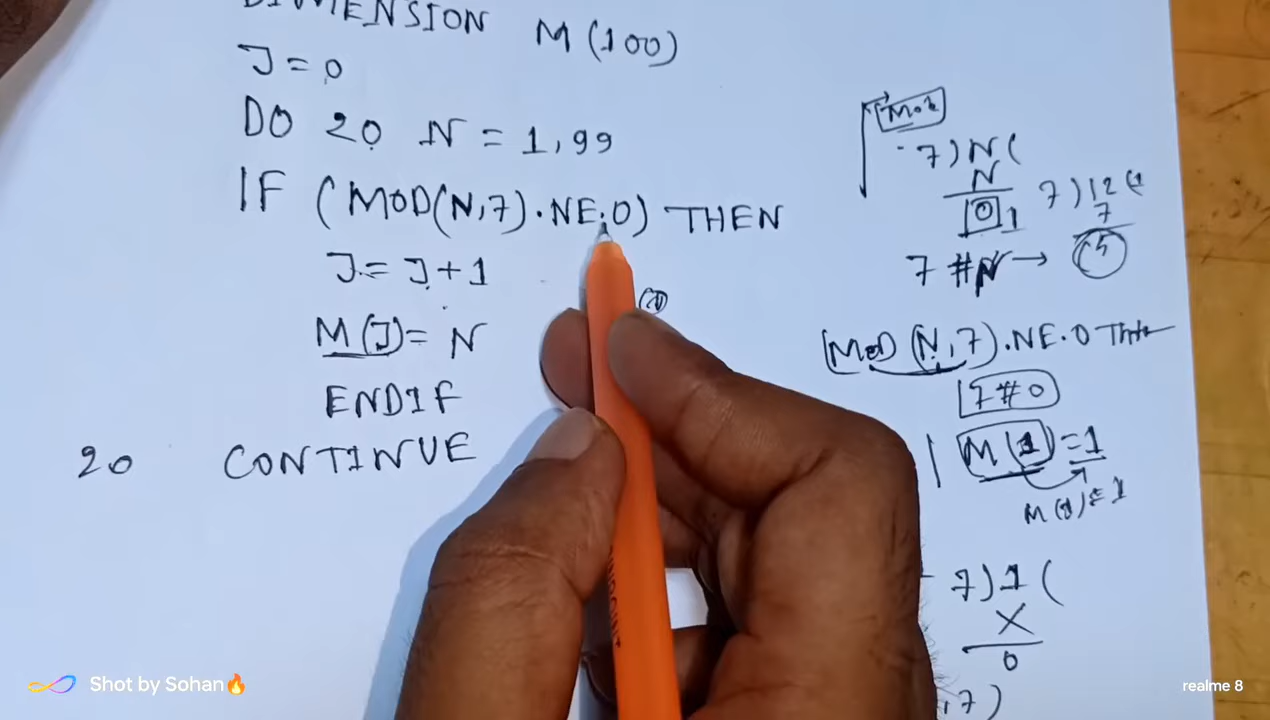 DIMENSION M(100)
J = 0
DO 20 N = 1,99
IF (MOD(N,7).NE.0) THEN
J = J+1
M(J) = N
ENDIF
20 CONTINUE
7)N(
N
0
7)12(1
7
5
7 # N →
(MOD (N,7).NE.0
7 # 0
M(1) = 1
7)1(
X
0
,7)
Shot by Sohan🔥
realme 8